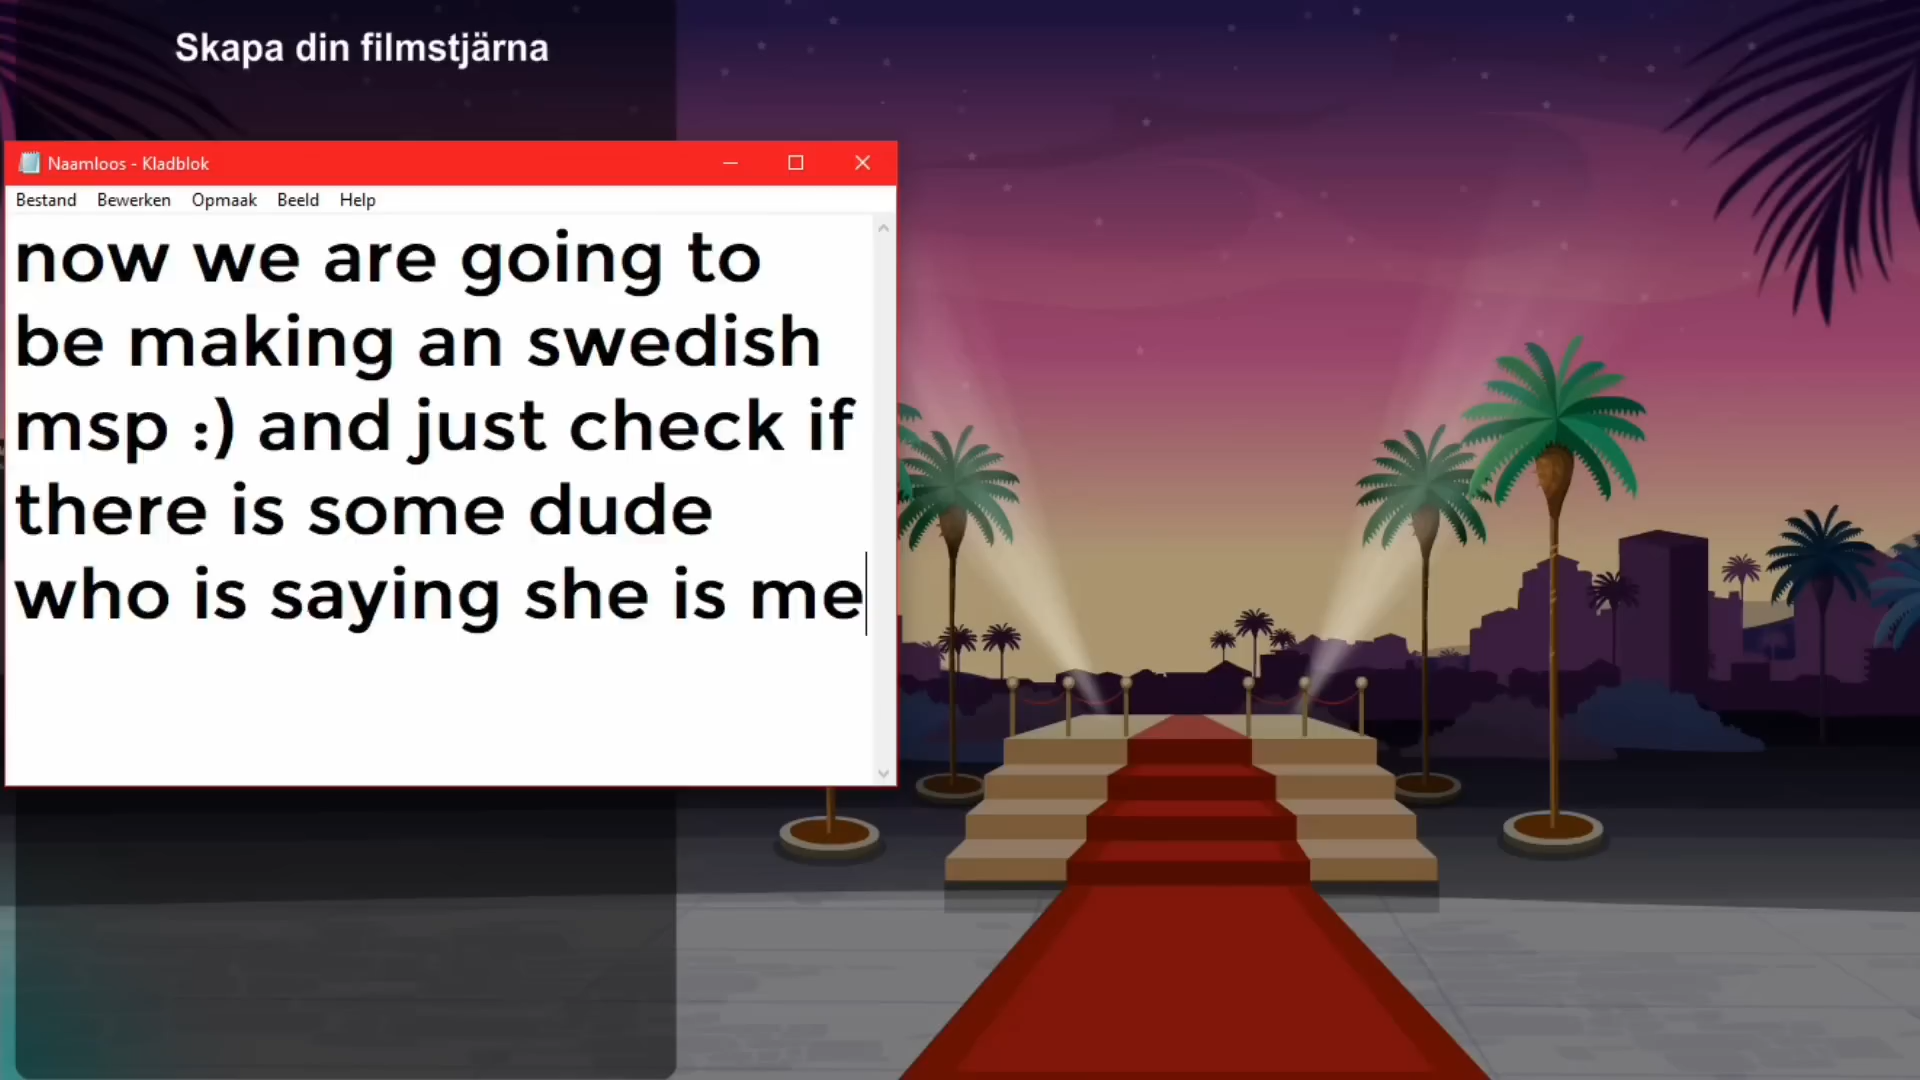 Skapa din filmstjärna
Naamloos - Kladblok
Bestand Bewerken Opmaak Beeld Help
now we are going to
be making an swedish
msp :) and just check if
there is some dude
who is saying she is me